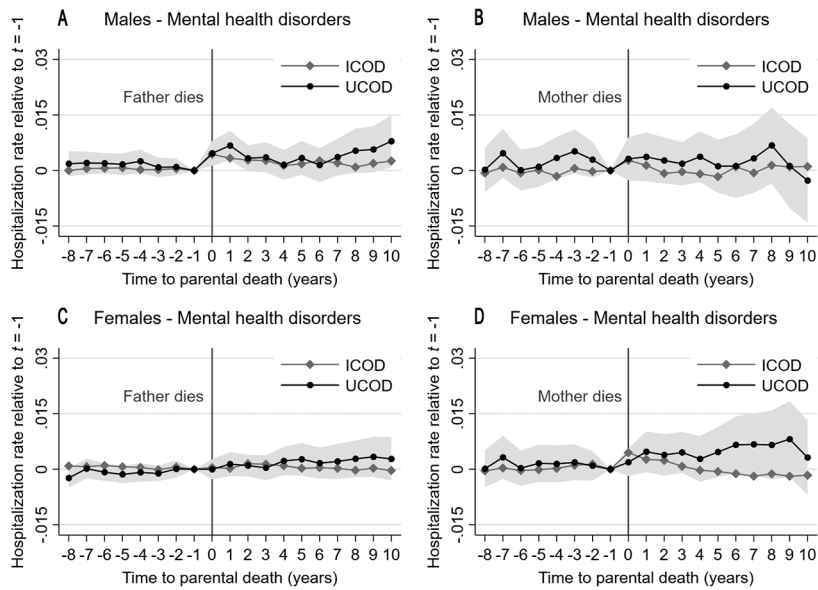 A Males - Mental health disorders
Hospitalization rate relative to t = -1
.03
.015
0
-.015
ICOD
UCOD
Father dies
-8 -7 -6 -5 -4 -3 -2 -1 0 1 2 3 4 5 6 7 8 9 10
Time to parental death (years)
B Males - Mental health disorders
Hospitalization rate relative to t = -1
.03
.015
0
-.015
ICOD
UCOD
Mother dies
-8 -7 -6 -5 -4 -3 -2 -1 0 1 2 3 4 5 6 7 8 9 10
Time to parental death (years)
C Females - Mental health disorders
Hospitalization rate relative to t = -1
.03
.015
0
-.015
ICOD
UCOD
Father dies
-8 -7 -6 -5 -4 -3 -2 -1 0 1 2 3 4 5 6 7 8 9 10
Time to parental death (years)
D Females - Mental health disorders
Hospitalization rate relative to t = -1
.03
.015
0
-.015
ICOD
UCOD
Mother dies
-8 -7 -6 -5 -4 -3 -2 -1 0 1 2 3 4 5 6 7 8 9 10
Time to parental death (years)